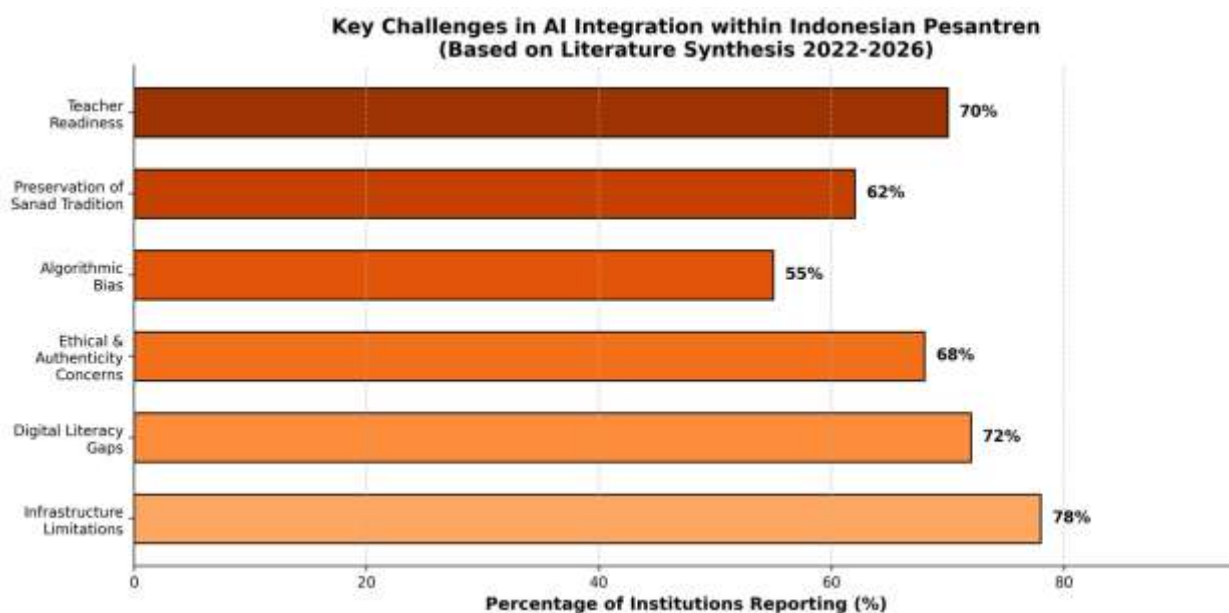 Key Challenges in AI Integration within Indonesian Pesantren
(Based on Literature Synthesis 2022-2026)
Teacher
Readiness
70%
Preservation of
Sanad Tradition
62%
Algorithmic
Bias
55%
Ethical &
Authenticity
Concerns
68%
Digital Literacy
Gaps
72%
Infrastructure
Limitations
78%
0 20 40 60 80
Percentage of Institutions Reporting (%)